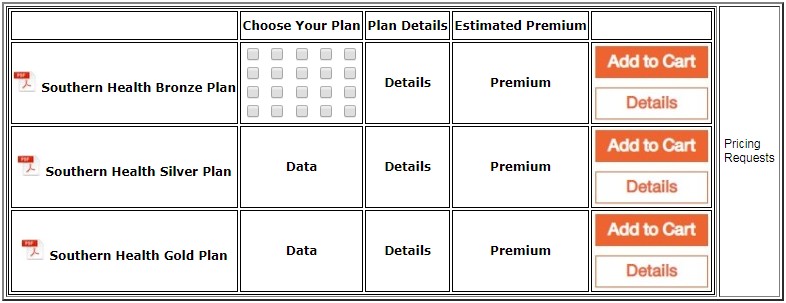 Choose Your Plan Plan Details Estimated Premium
PDF Southern Health Bronze Plan Details Premium Add to Cart
Details
PDF Southern Health Silver Plan Data Details Premium Add to Cart
Details
Pricing
Requests
PDF Southern Health Gold Plan Data Details Premium Add to Cart
Details